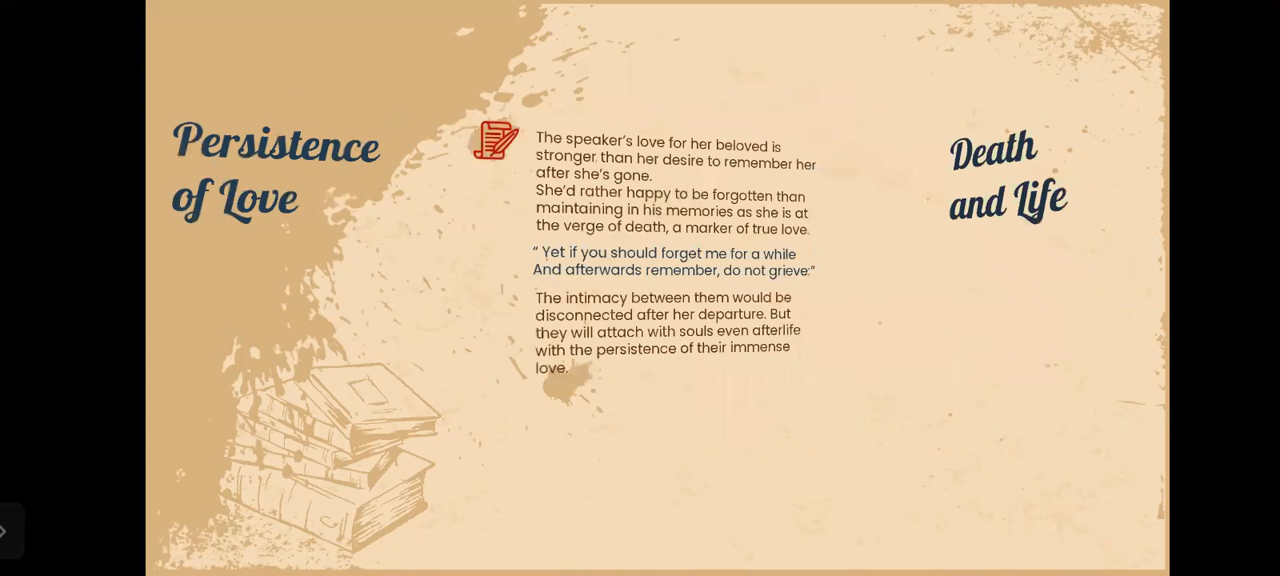 Persistence
of Love
The speaker's love for her beloved is
stronger than her desire to remember her
after she's gone.
She'd rather happy to be forgotten than
maintaining in his memories as she is at
the verge of death, a marker of true love.
“ Yet if you should forget me for a while
And afterwards remember, do not grieve:”
The intimacy between them would be
disconnected after her departure. But
they will attach with souls even afterlife
with the persistence of their immense
love.
Death
and Life